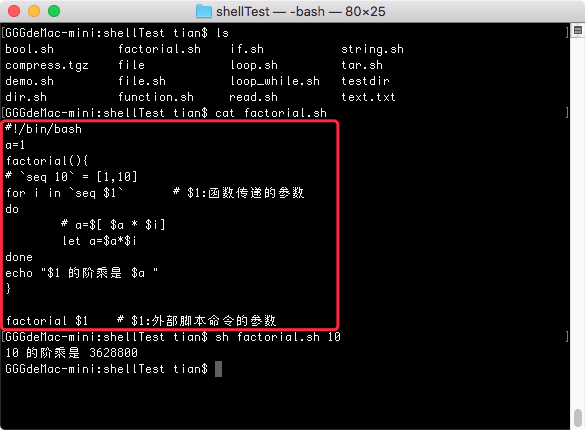 shellTest — -bash — 80×25
[GGGdeMac-mini:shellTest tian$ ls ]
bool.sh factorial.sh if.sh string.sh
compress.tgz file loop.sh tar.sh
demo.sh file.sh loop_while.sh testdir
dir.sh function.sh read.sh text.txt
[GGGdeMac-mini:shellTest tian$ cat factorial.sh ]
#!/bin/bash
a=1
factorial(){
# `seq 10` = [1,10]
for i in `seq $1` # $1:函数传递的参数
do
# a=$[ $a * $i]
let a=$a*$i
done
echo "$1 的阶乘是 $a "
}
factorial $1 # $1:外部脚本命令的参数
[GGGdeMac-mini:shellTest tian$ sh factorial.sh 10 ]
10 的阶乘是 3628800
GGGdeMac-mini:shellTest tian$